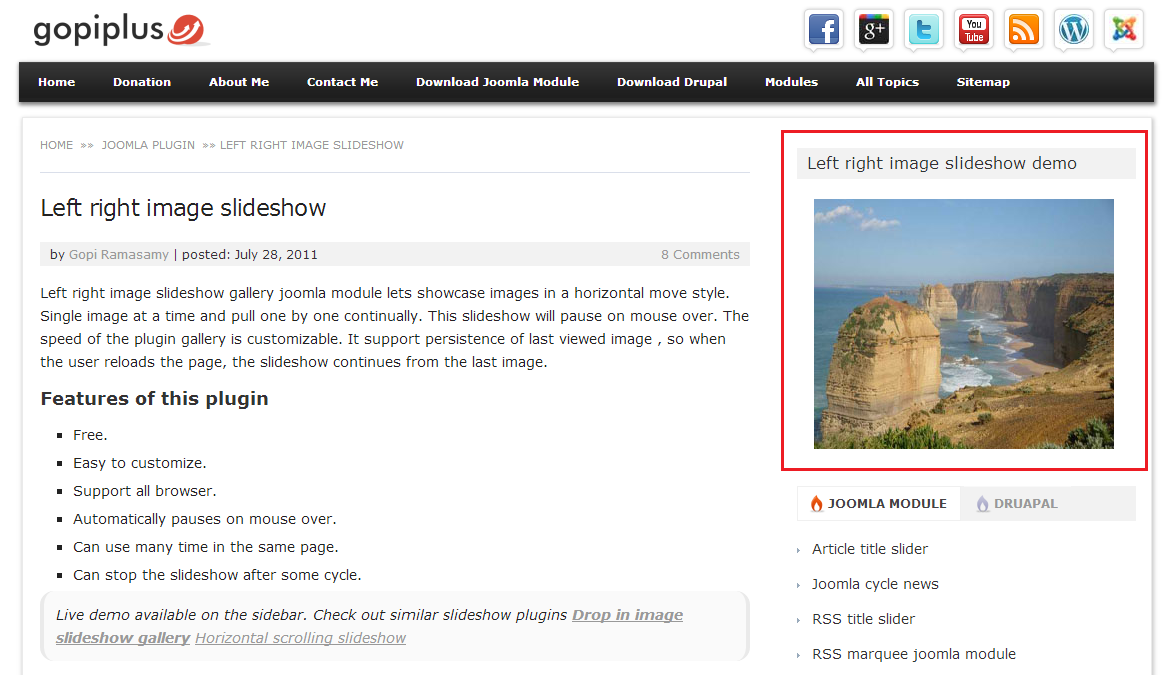 gopiplus
f
g+
t
You
Tube
W
Home Donation About Me Contact Me Download Joomla Module Download Drupal Modules All Topics Sitemap
HOME »» JOOMLA PLUGIN »» LEFT RIGHT IMAGE SLIDESHOW
Left right image slideshow
by Gopi Ramasamy | posted: July 28, 2011 8 Comments
Left right image slideshow gallery joomla module lets showcase images in a horizontal move style.
Single image at a time and pull one by one continually. This slideshow will pause on mouse over. The
speed of the plugin gallery is customizable. It support persistence of last viewed image , so when
the user reloads the page, the slideshow continues from the last image.
Features of this plugin
Free.
Easy to customize.
Support all browser.
Automatically pauses on mouse over.
Can use many time in the same page.
Can stop the slideshow after some cycle.
Live demo available on the sidebar. Check out similar slideshow plugins Drop in image
slideshow gallery Horizontal scrolling slideshow
Left right image slideshow demo
JOOMLA MODULE DRUAPAL
Article title slider
Joomla cycle news
RSS title slider
RSS marquee joomla module